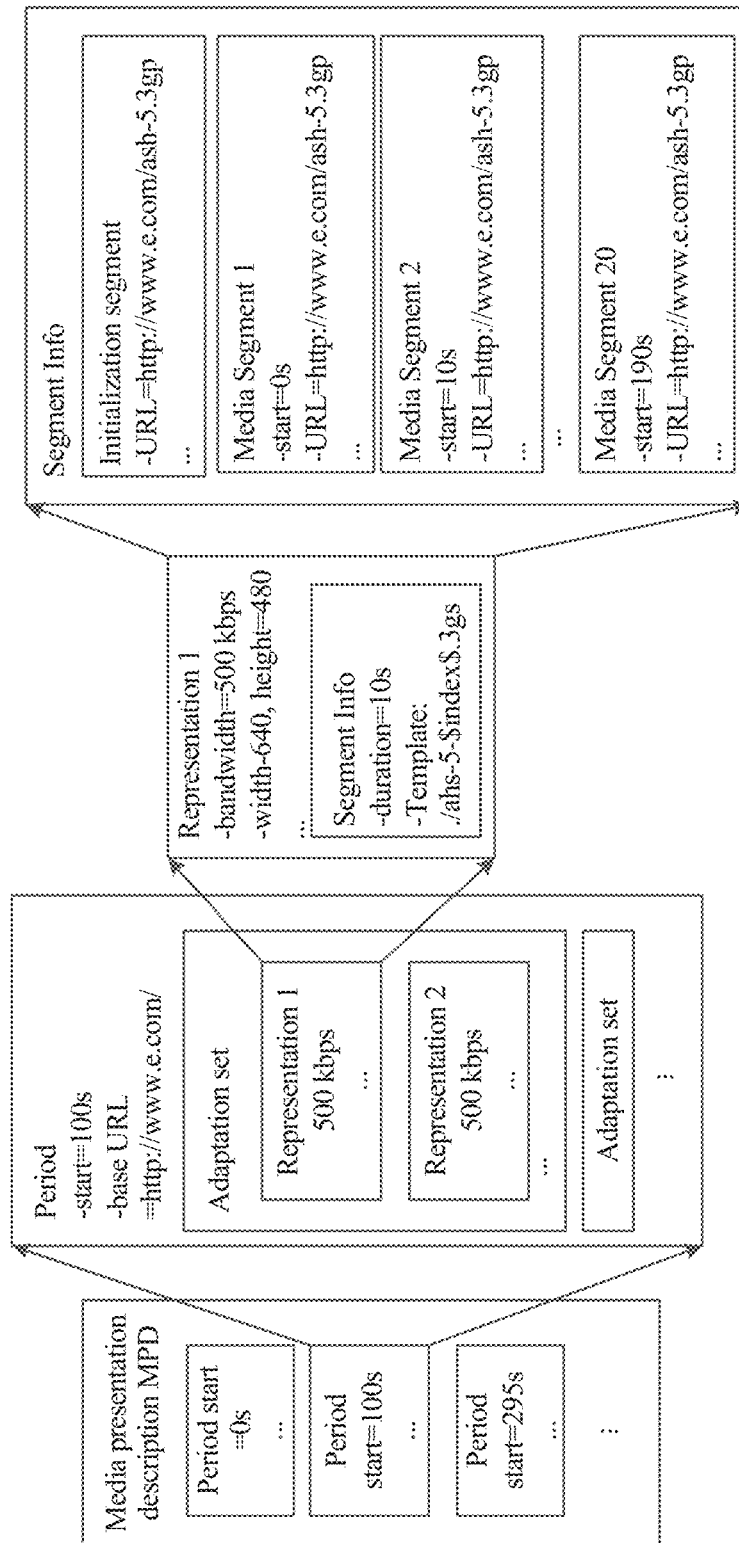 Media presentation
description MPD
Period start
=0s
...
Period
start=100s
...
Period
start=295s
...
...
Period
-start=100s
-base URL
=http://www.e.com/
Adaptation set
Representation 1
500 kbps
...
Representation 2
500 kbps
...
...
Adaptation set
...
Representation 1
-bandwidth=500 kbps
-width-640, height=480
...
Segment Info
-duration=10s
-Template:
./ahs-5-$index$.3gs
Segment Info
Initialization segment
-URL=http://www.e.com/ash-5.3gp
...
Media Segment 1
-start=0s
-URL=http://www.e.com/ash-5.3gp
...
Media Segment 2
-start=10s
-URL=http://www.e.com/ash-5.3gp
...
...
Media Segment 20
-start=190s
-URL=http://www.e.com/ash-5.3gp
...